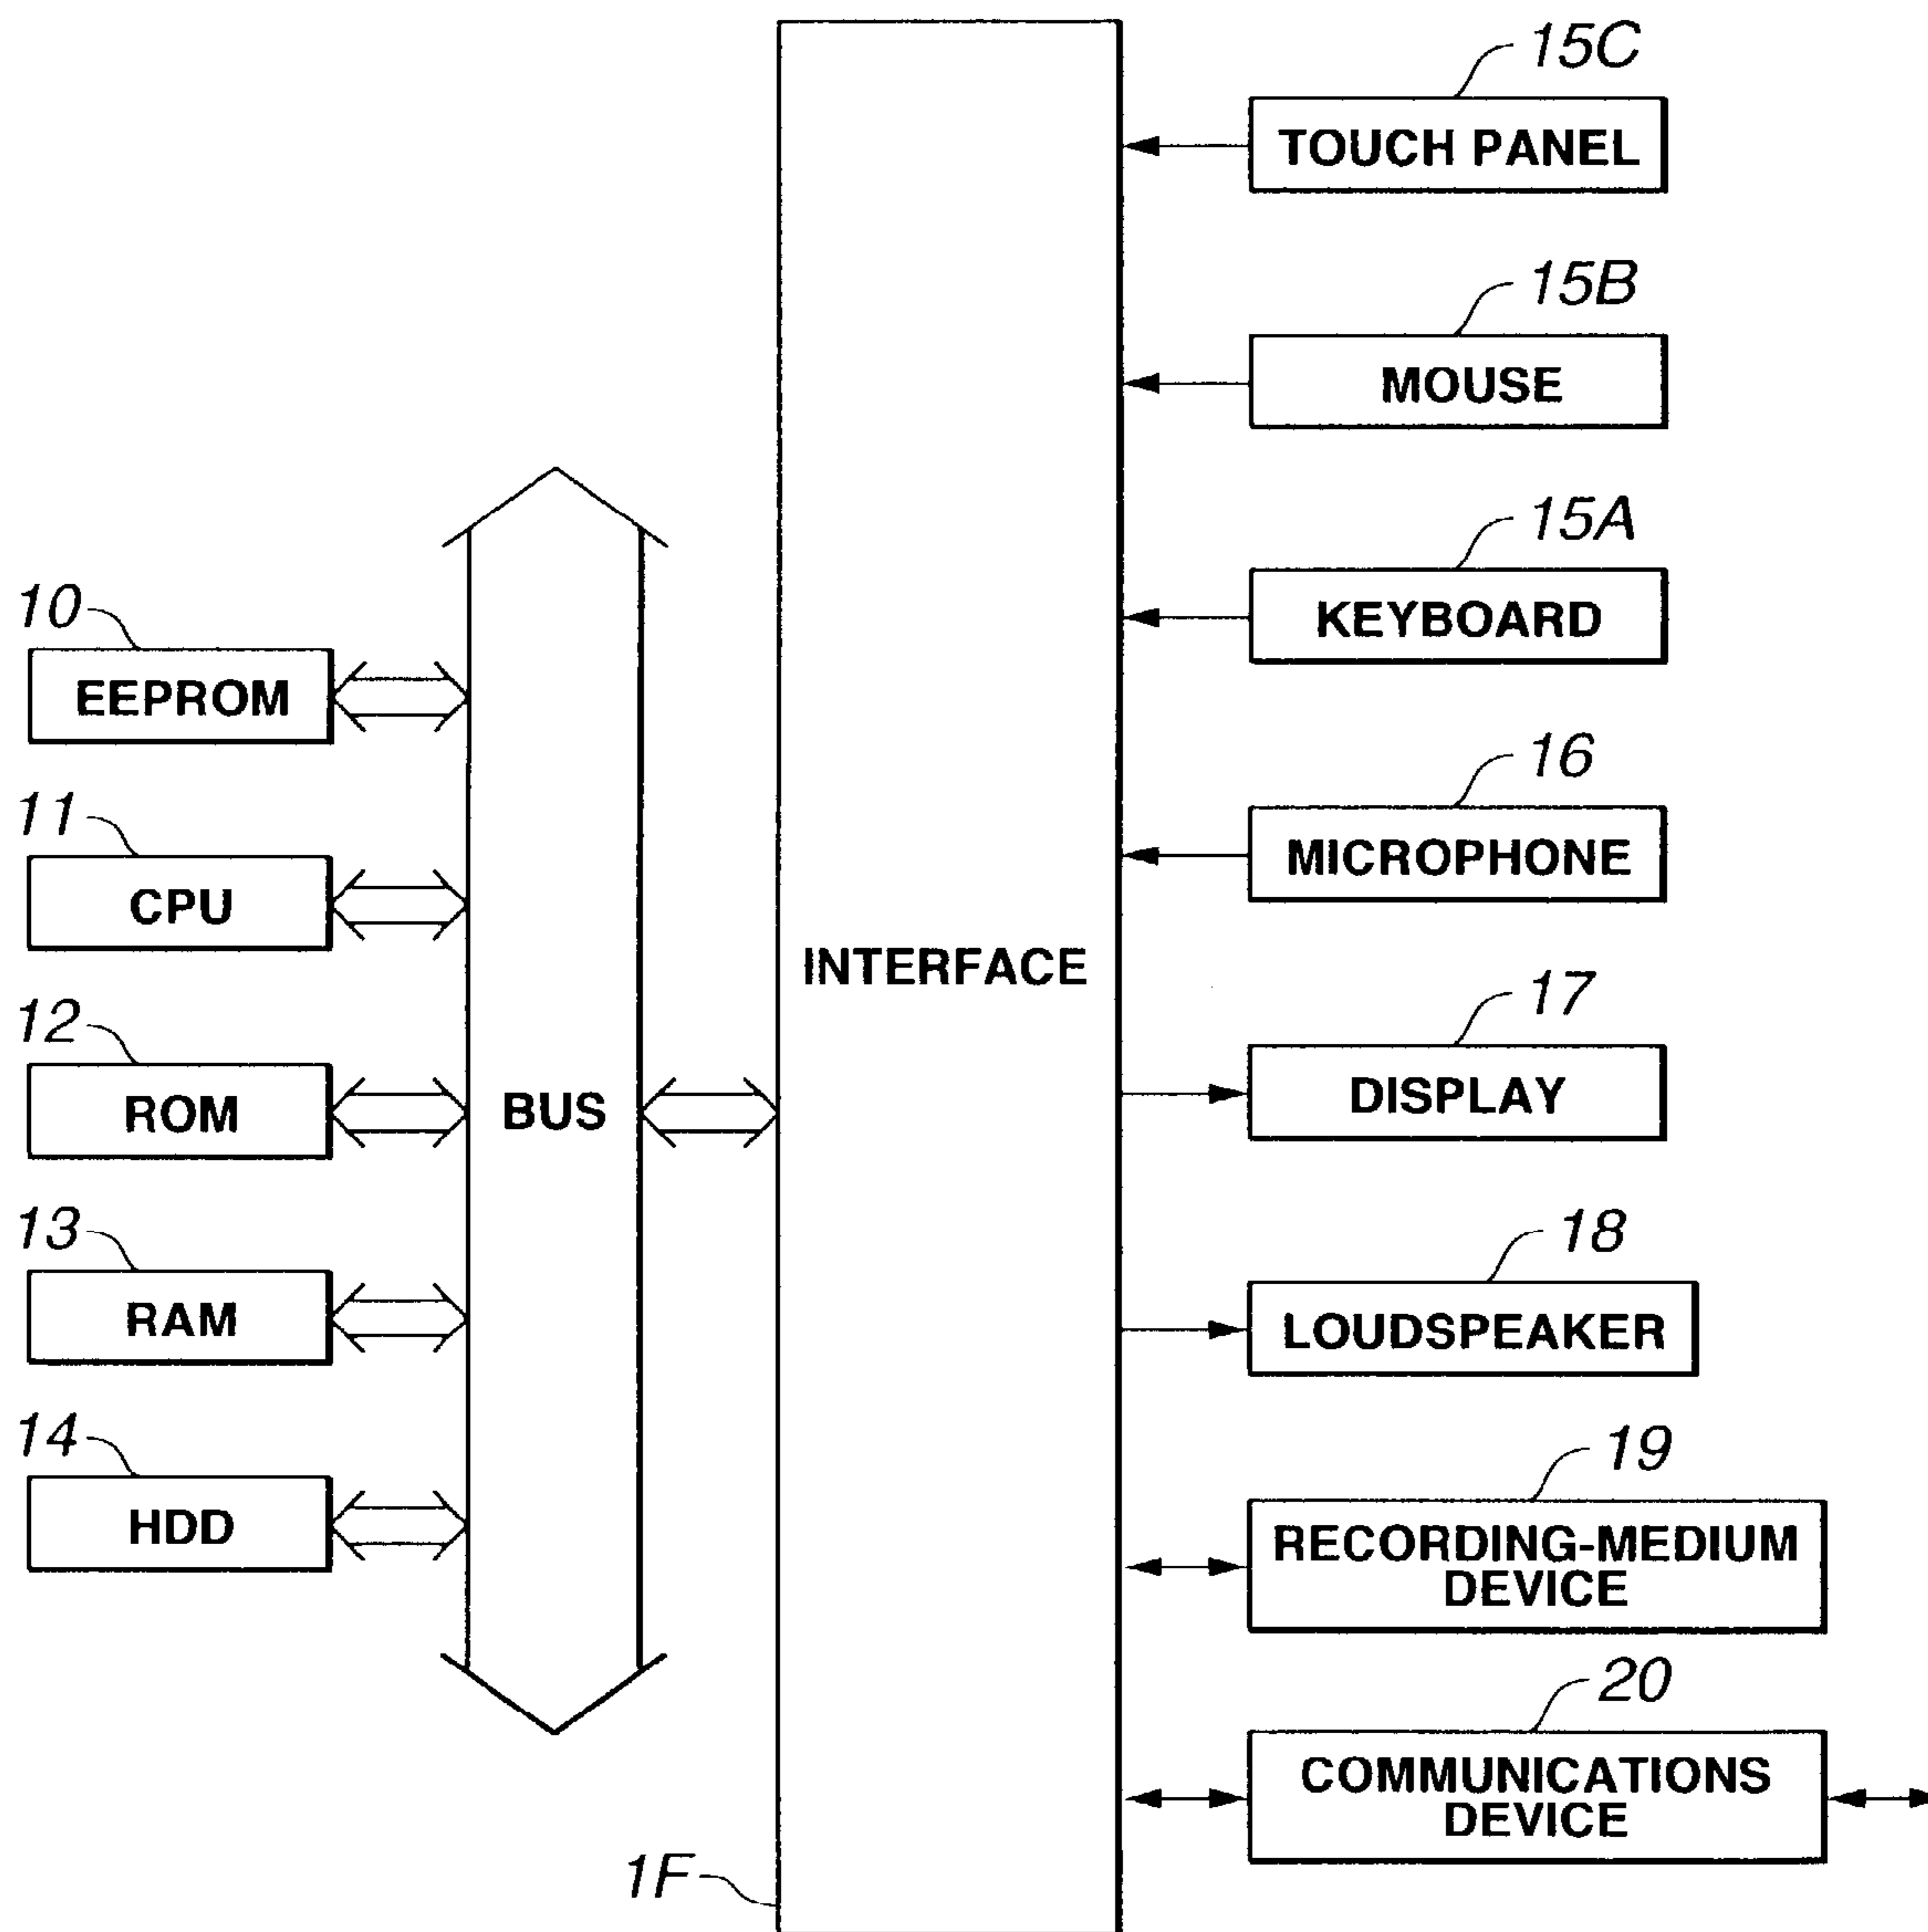 15C
TOUCH PANEL
15B
MOUSE
15A
KEYBOARD
10
EEPROM
16
MICROPHONE
11
CPU
INTERFACE
17
DISPLAY
12
ROM
BUS
18
LOUDSPEAKER
13
RAM
19
RECORDING-MEDIUM
DEVICE
14
HDD
20
COMMUNICATIONS
DEVICE
1F